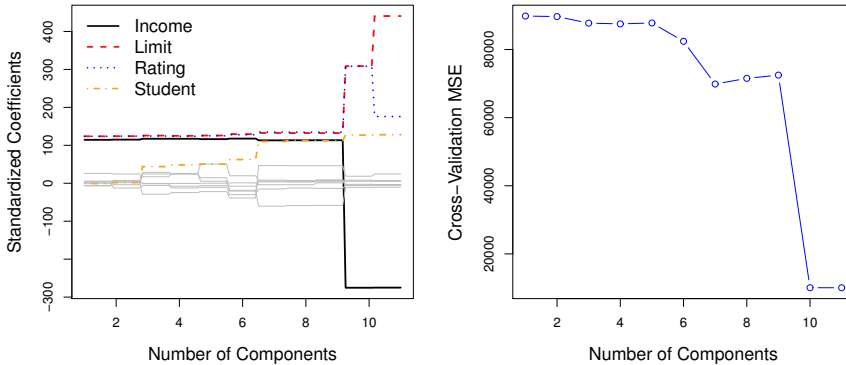 Income
Limit
Rating
Student
Standardized Coefficients
400
300
200
100
0
-100
-300
2 4 6 8 10
Number of Components
Cross-Validation MSE
80000
60000
40000
20000
2 4 6 8 10
Number of Components